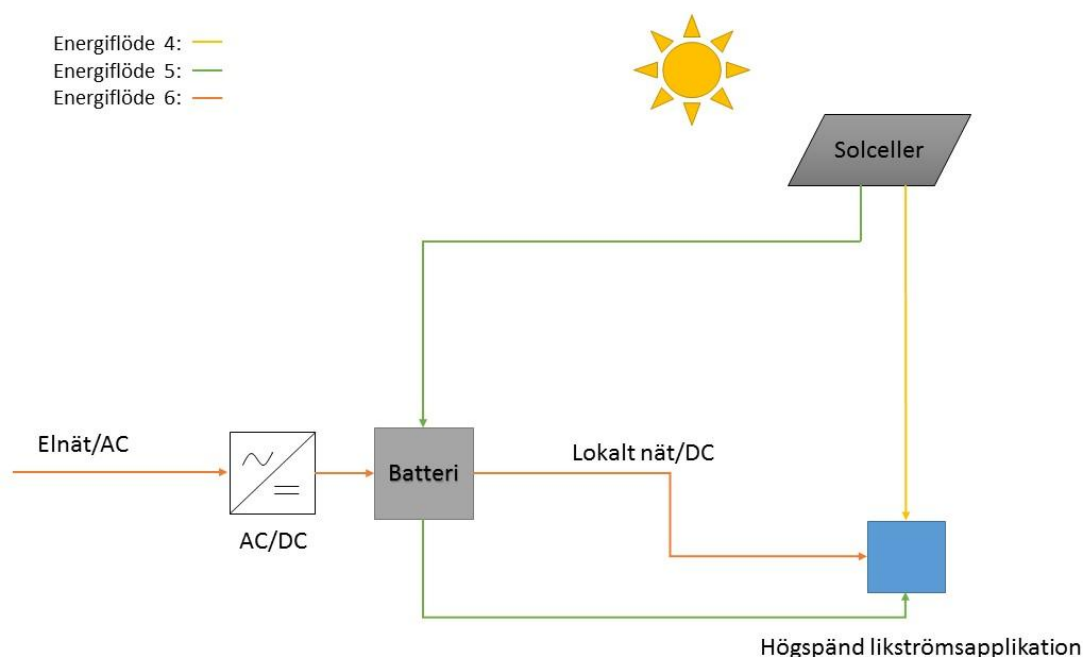 Energiflöde 4:
Energiflöde 5:
Energiflöde 6:
Solceller
Elnät/AC
Batteri
Lokalt nät/DC
AC/DC
Högspänd likströmsapplikation